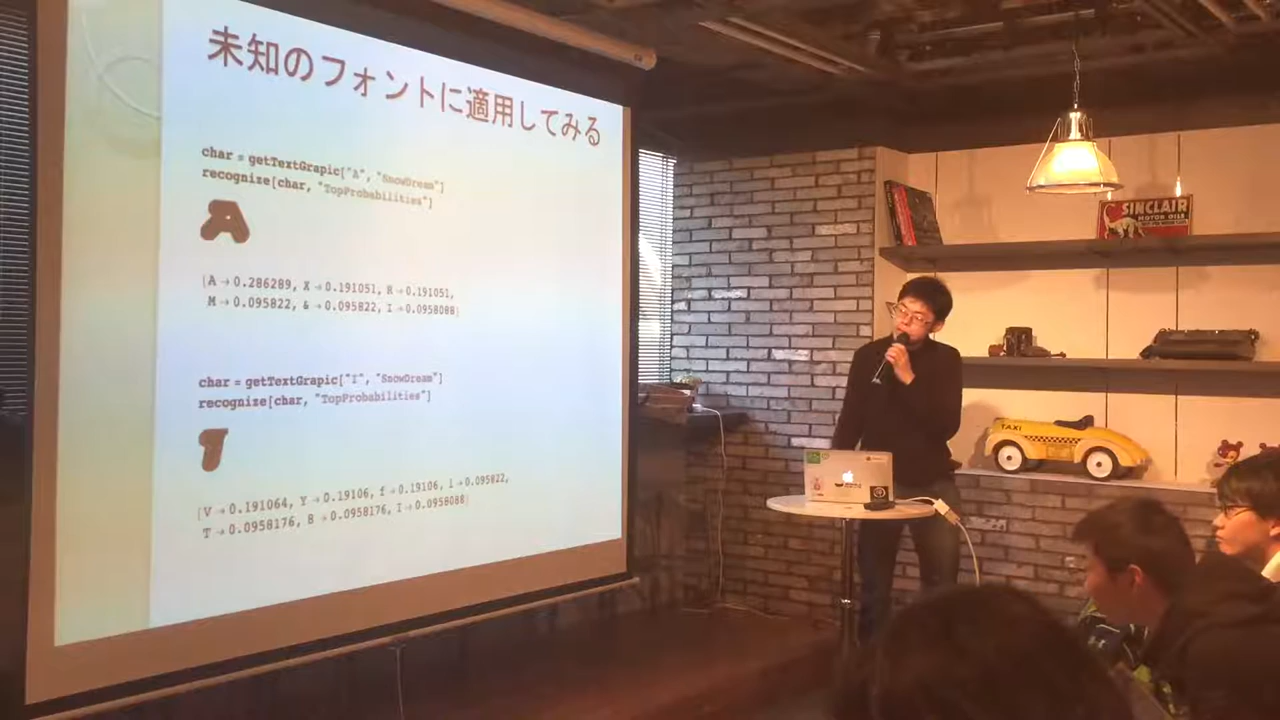 未知のフォントに適用してみる
char = getTextGrapic["A", "SnowDream"]
recognize[char, "TopProbabilities"]
A
{A → 0.286289, X → 0.191051, R → 0.191051,
M → 0.095822, & → 0.095822, I → 0.0958088}
char = getTextGrapic["I", "SnowDream"]
recognize[char, "TopProbabilities"]
{V → 0.191064, Y → 0.19106, f → 0.19106, l → 0.095822,
T → 0.0958176, B → 0.0958176, I → 0.0958088}
SINCLAIR
MOTOR OILS
TAXI